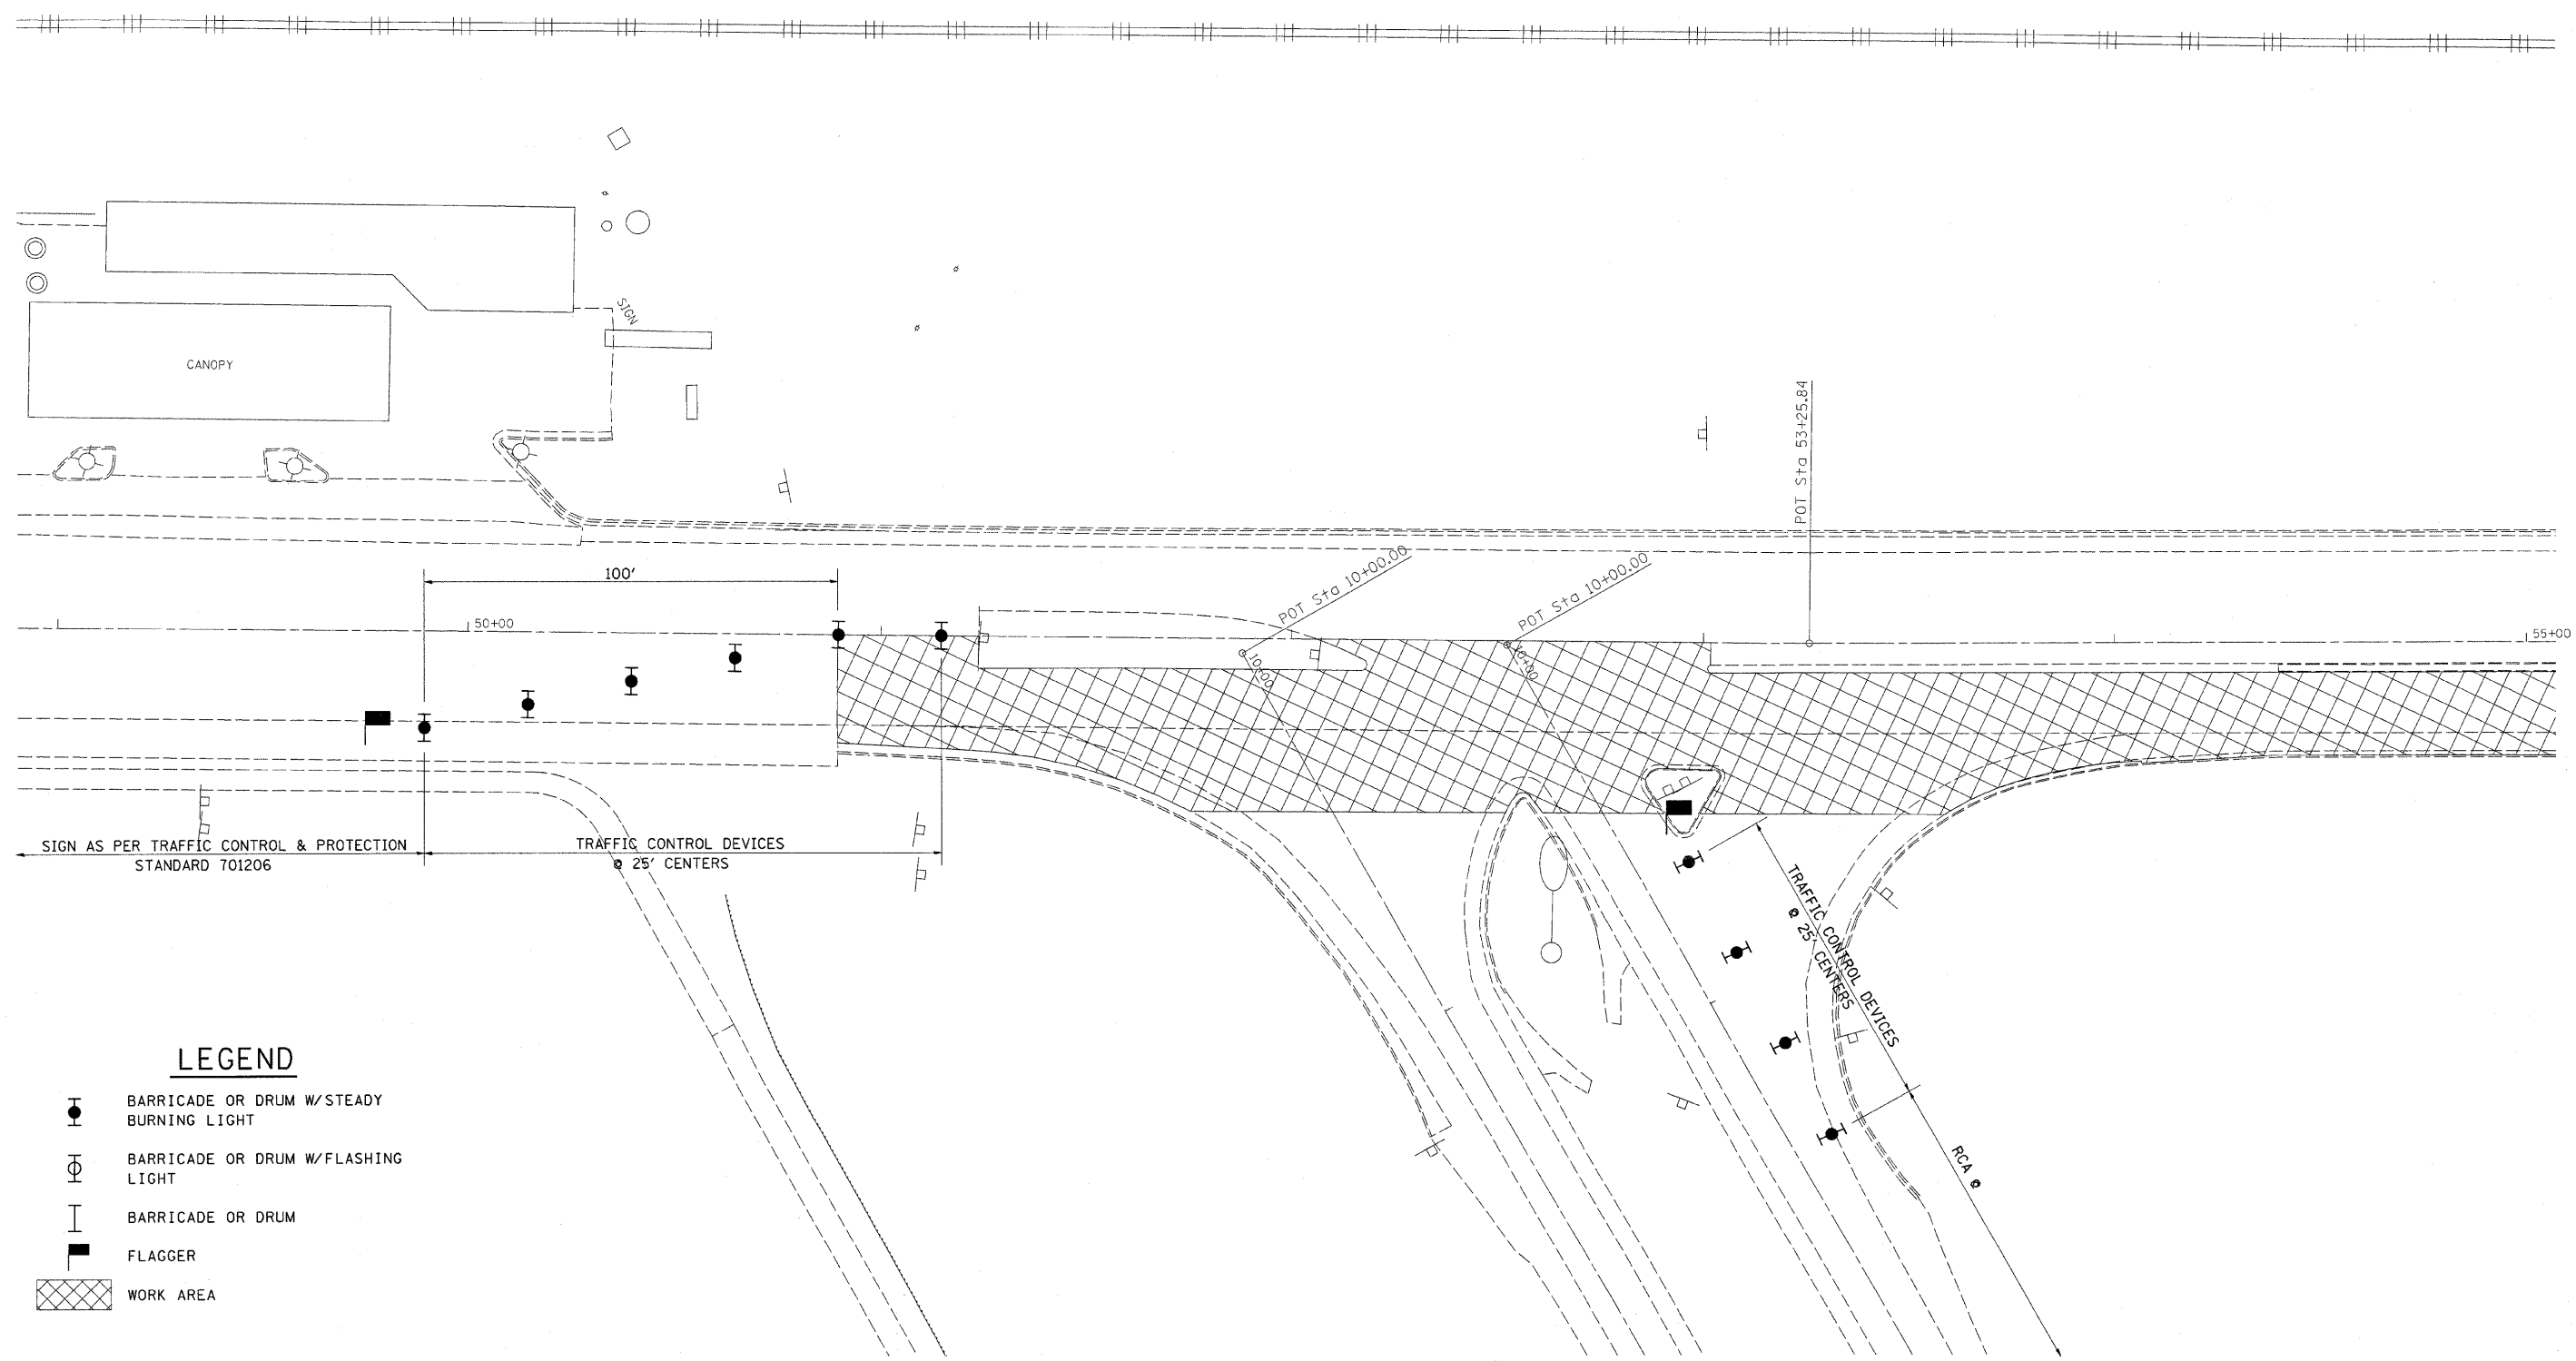 SIGN
CANOPY
POT Sta 53+25.84
POT Sta 10+00.00
POT Sta 10+00.00
100'
50+00
55+00
10+00
10+00
SIGN AS PER TRAFFIC CONTROL & PROTECTION
STANDARD 701206
TRAFFIC CONTROL DEVICES
@ 25' CENTERS
TRAFFIC CONTROL DEVICES
@ 25' CENTERS
RCA @
LEGEND
BARRICADE OR DRUM W/STEADY
BURNING LIGHT
BARRICADE OR DRUM W/FLASHING
LIGHT
BARRICADE OR DRUM
FLAGGER
WORK AREA